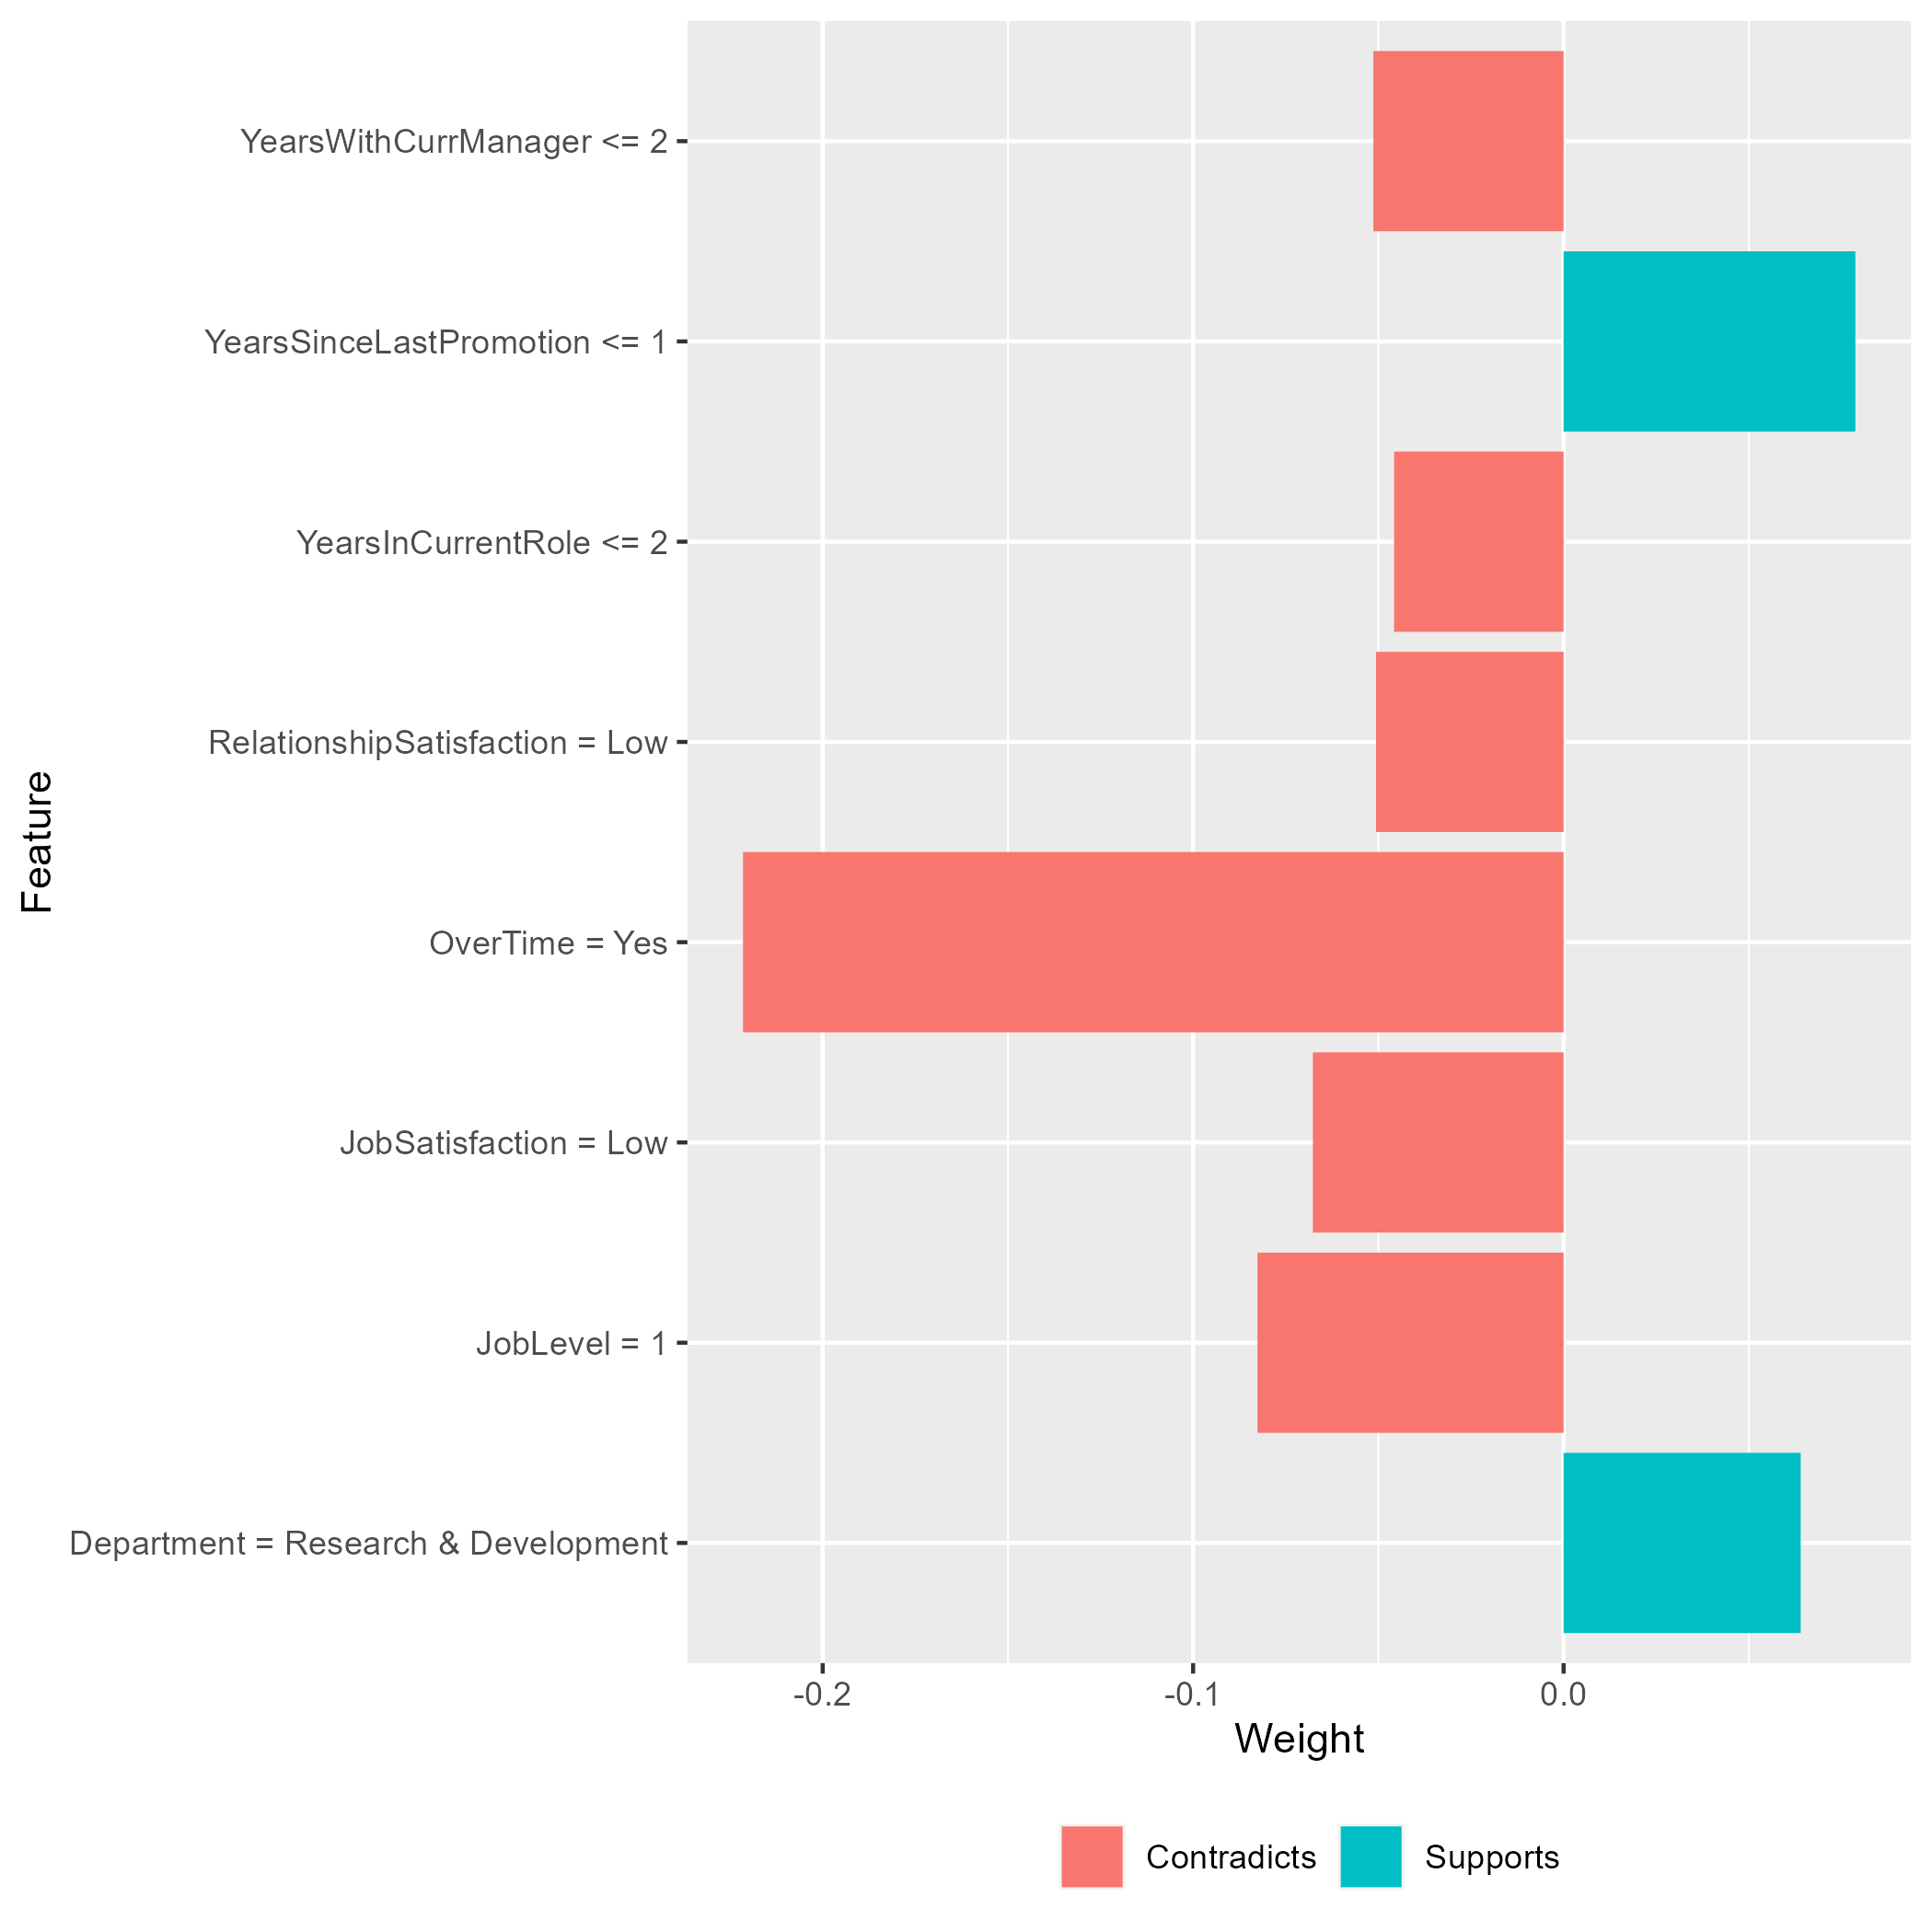 YearsWithCurrManager <= 2
YearsSinceLastPromotion <= 1
YearsInCurrentRole <= 2
RelationshipSatisfaction = Low
Feature
OverTime = Yes
JobSatisfaction = Low
JobLevel = 1
Department = Research & Development
-0.2 -0.1 0.0
Weight
Contradicts Supports